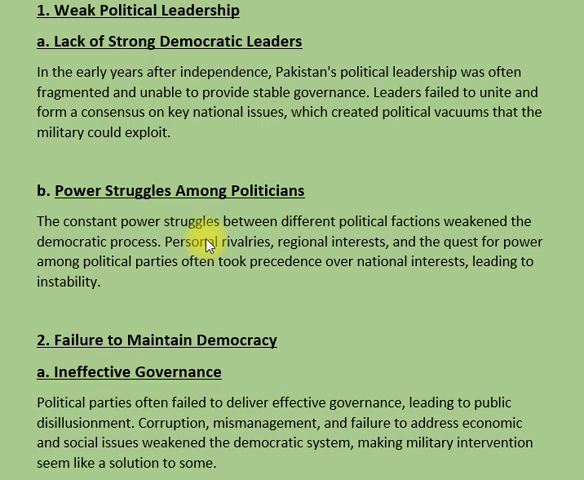 1. Weak Political Leadership
a. Lack of Strong Democratic Leaders
In the early years after independence, Pakistan's political leadership was often
fragmented and unable to provide stable governance. Leaders failed to unite and
form a consensus on key national issues, which created political vacuums that the
military could exploit.
b. Power Struggles Among Politicians
The constant power struggles between different political factions weakened the
democratic process. Personal rivalries, regional interests, and the quest for power
among political parties often took precedence over national interests, leading to
instability.
2. Failure to Maintain Democracy
a. Ineffective Governance
Political parties often failed to deliver effective governance, leading to public
disillusionment. Corruption, mismanagement, and failure to address economic
and social issues weakened the democratic system, making military intervention
seem like a solution to some.